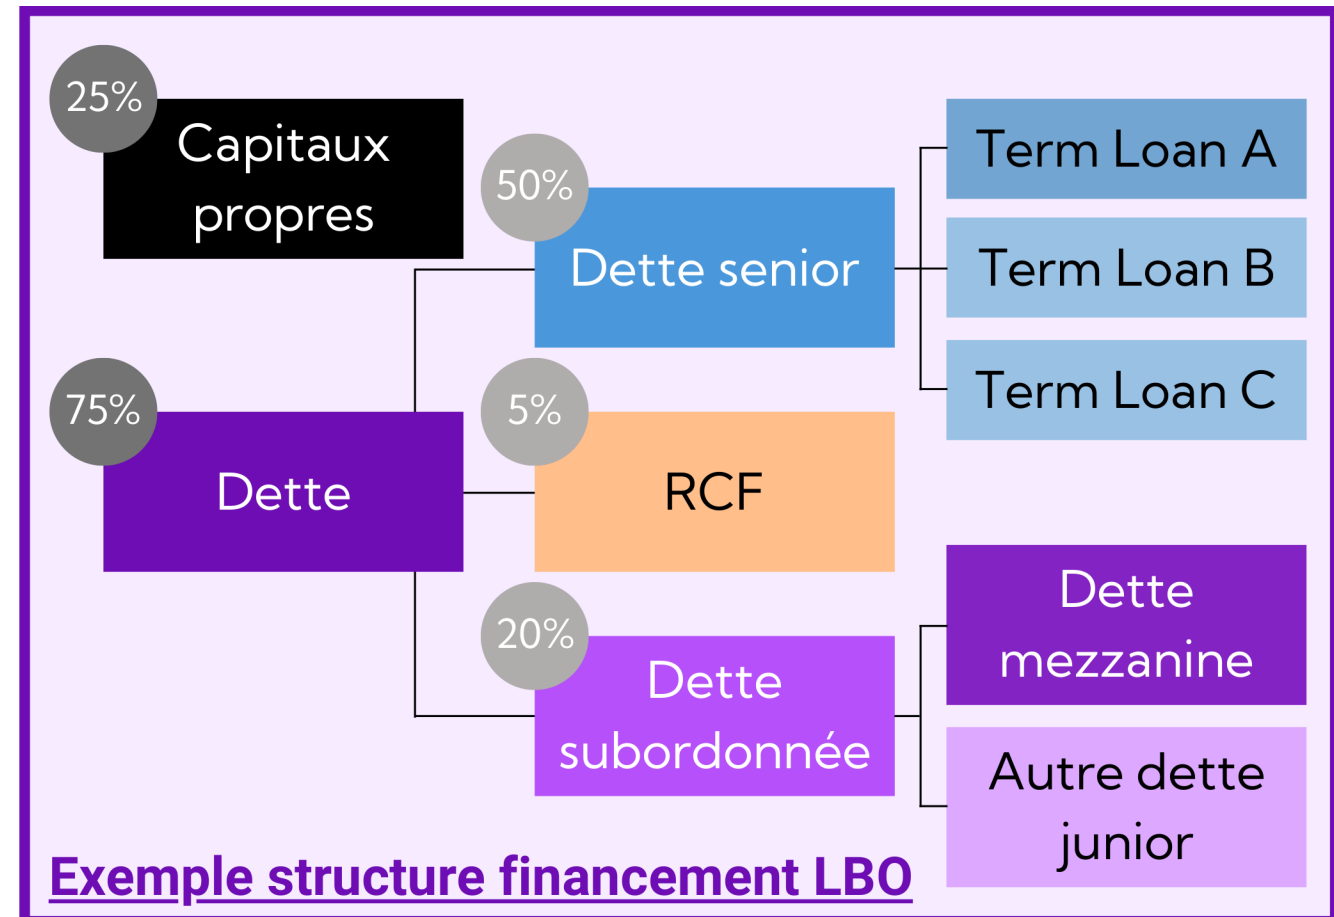 25%
Capitaux
propres
50%
Dette senior
Term Loan A
Term Loan B
Term Loan C
75%
Dette
5%
RCF
20%
Dette
subordonnée
Dette
mezzanine
Autre dette
junior
Exemple structure financement LBO